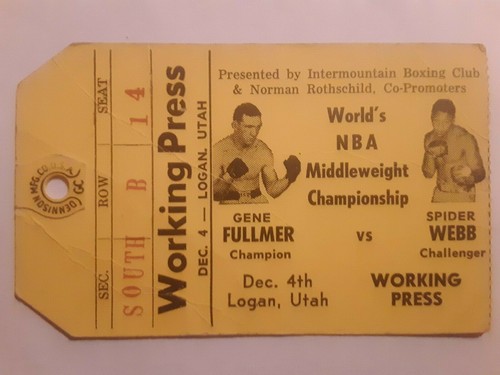 DENNISON MFG. CO.
GC
SEC. ROW SEAT
SOUTH B 14
Working Press
DEC. 4 — LOGAN, UTAH
Presented by Intermountain Boxing Club
& Norman Rothschild, Co-Promoters
World's
NBA
Middleweight
Championship
GENE
FULLMER
Champion
vs
SPIDER
WEBB
Challenger
Dec. 4th
Logan, Utah
WORKING
PRESS